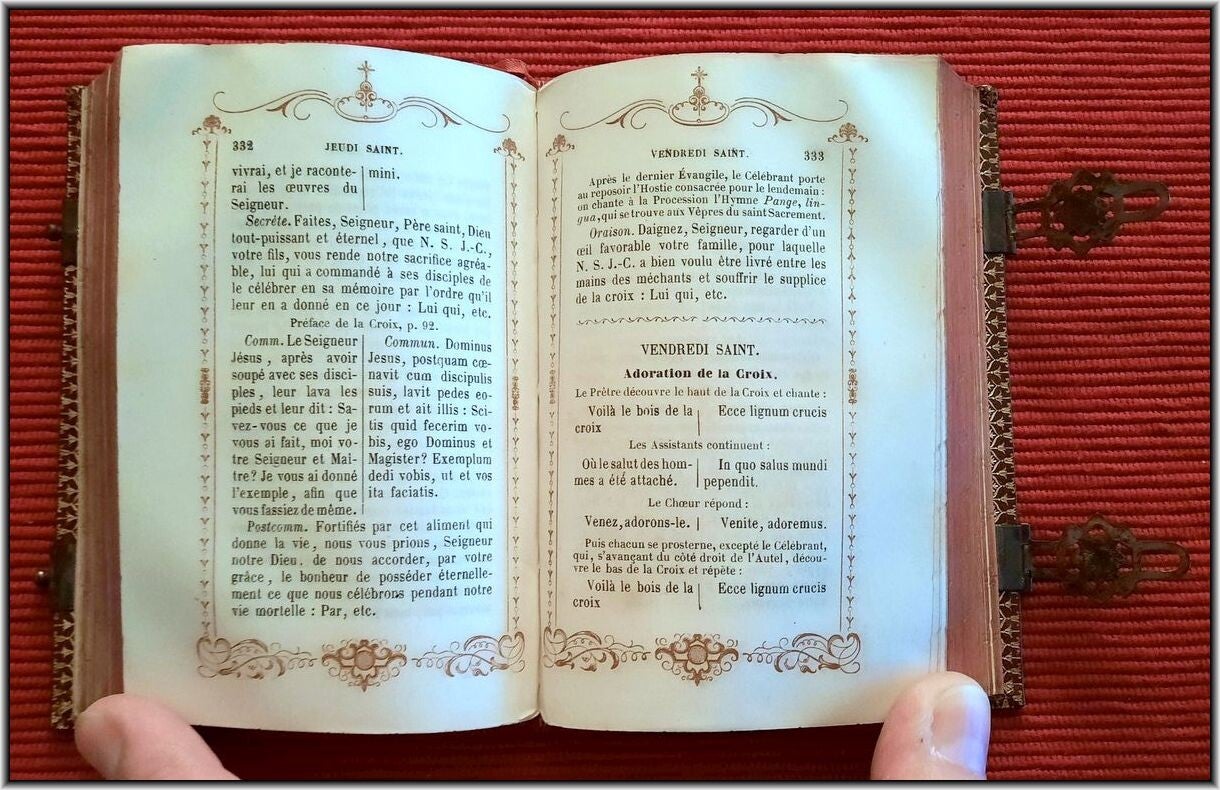 332 JEUDI SAINT.
vivrai, et je raconte-
rai les œuvres du
Seigneur.
mini.
Secrète. Faites, Seigneur, Père saint, Dieu
tout-puissant et éternel, que N. S. J.-C.,
votre fils, vous rende notre sacrifice agréa-
ble, lui qui a commandé à ses disciples de
le célébrer en sa mémoire par l'ordre qu'il
leur en a donné en ce jour : Lui qui, etc.
Préface de la Croix, p. 92.
Comm. Le Seigneur
Jésus, après avoir
soupé avec ses disci-
ples, leur lava les
pieds et leur dit : Sa-
vez-vous ce que je
vous ai fait, moi vo-
tre Seigneur et Maî-
tre? Je vous ai donné
l'exemple, afin que
vous fassiez de même.
Commun. Dominus
Jesus, postquam cœ-
navit cum discipulis
suis, lavit pedes eo-
rum et ait illis : Sci-
tis quid fecerim vo-
bis, ego Dominus et
Magister? Exemplum
dedi vobis, ut et vos
ita faciatis.
Postcomm. Fortifiés par cet aliment qui
donne la vie, nous vous prions, Seigneur
notre Dieu. de nous accorder, par votre
grâce, le bonheur de posséder éternelle-
ment ce que nous célébrons pendant notre
vie mortelle : Par, etc.
VENDREDI SAINT. 333
Après le dernier Évangile, le Célébrant porte
au reposoir l'Hostie consacrée pour le lendemain :
on chante à la Procession l'Hymne Pange, lin-
gua, qui se trouve aux Vêpres du saint Sacrement.
Oraison. Daignez, Seigneur, regarder d'un
œil favorable votre famille, pour laquelle
N. S. J.-C. a bien voulu être livré entre les
mains des méchants et souffrir le supplice
de la croix : Lui qui, etc.
VENDREDI SAINT.
Adoration de la Croix.
Le Prêtre découvre le haut de la Croix et chante :
Voilà le bois de la
croix
Ecce lignum crucis
Les Assistants continuent :
Où le salut des hom-
mes a été attaché.
In quo salus mundi
pependit.
Le Chœur répond :
Venez, adorons-le.
Venite, adoremus.
Puis chacun se prosterne, excepté le Célébrant,
qui, s'avançant du côté droit de l'Autel, décou-
vre le bas de la Croix et répète :
Voilà le bois de la
croix
Ecce lignum crucis